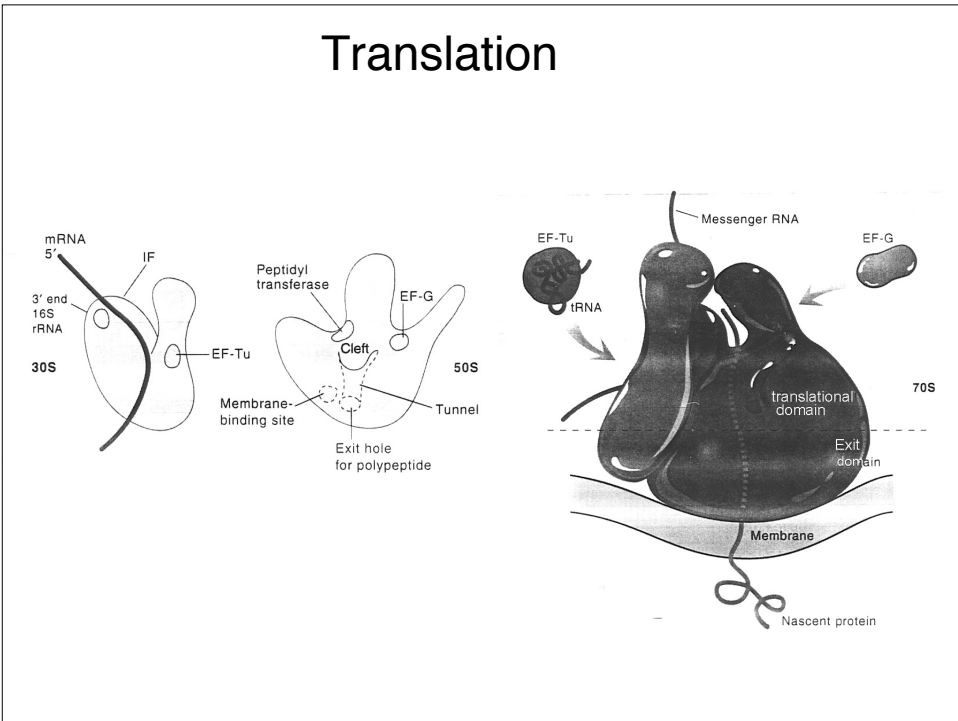 Translation
mRNA
5′
IF
3′ end
16S
rRNA
30S
EF-Tu
Peptidyl
transferase
EF-G
Cleft
50S
Membrane-
binding site
Tunnel
Exit hole
for polypeptide
Messenger RNA
EF-Tu
EF-G
tRNA
translational
domain
70S
Exit
domain
Membrane
Nascent protein